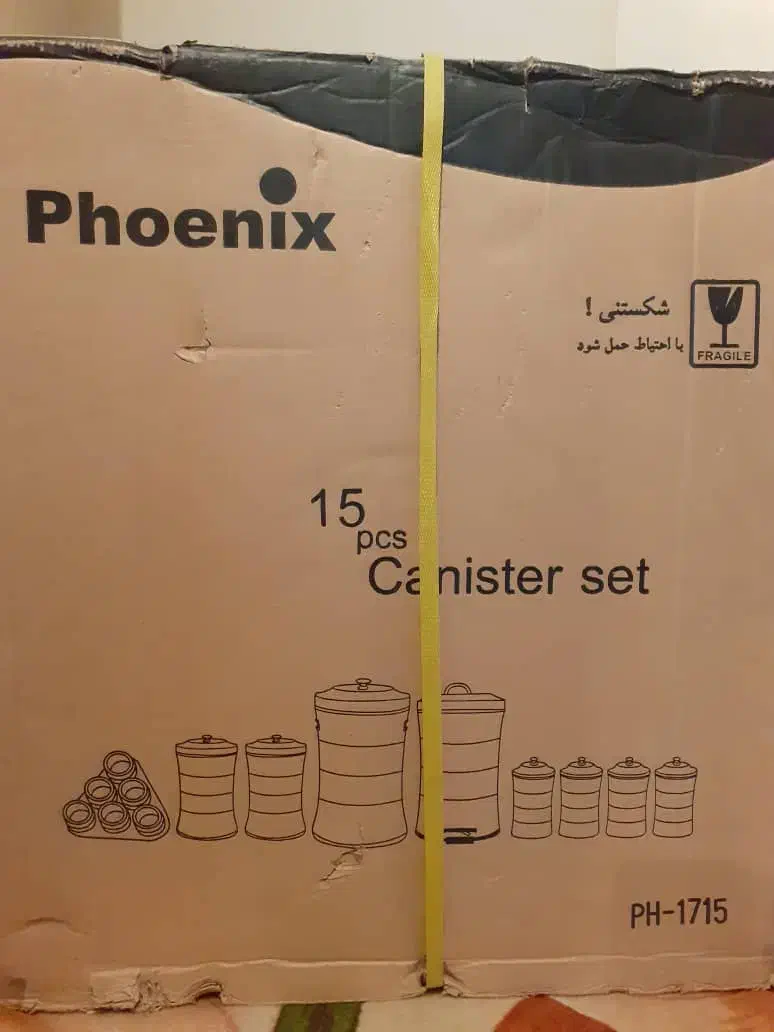 Phoenix
شکستنی !
با احتیاط حمل شود
FRAGILE
15
pcs
Canister set
PH-1715